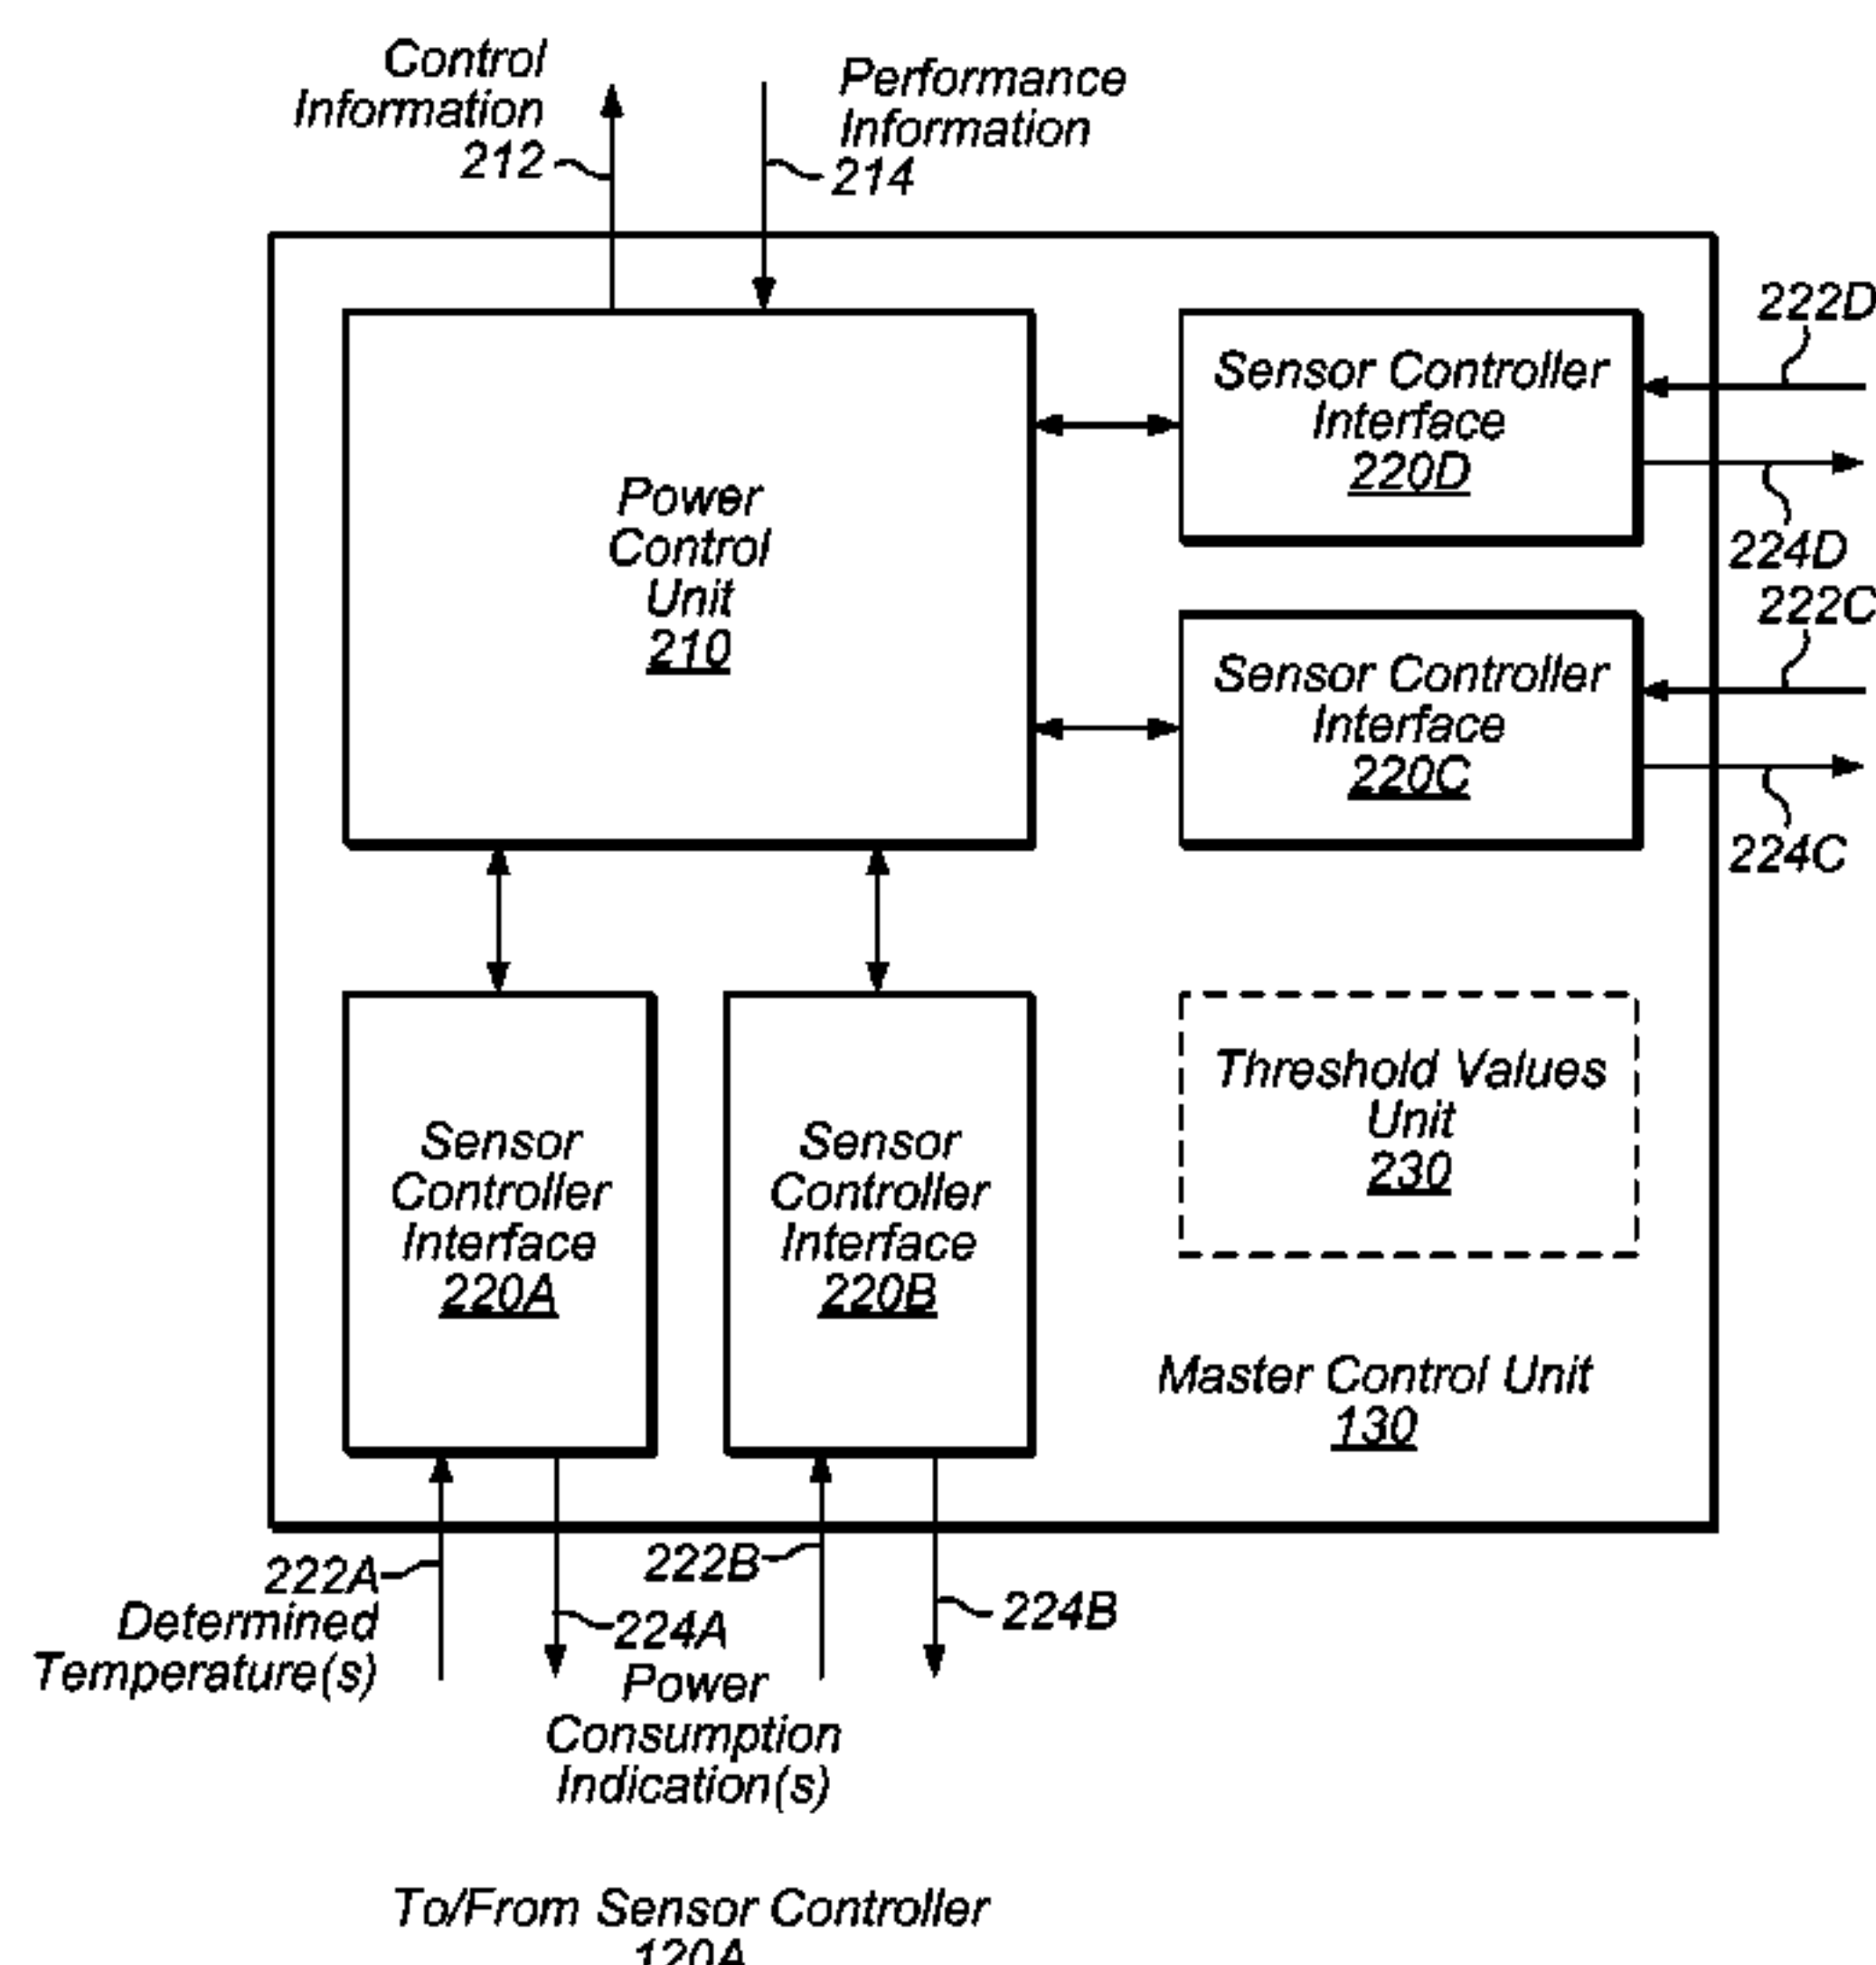 Control
Information
212
Performance
Information
214
222D
Sensor Controller
Interface
220D
224D
Power
Control
Unit
210
222C
Sensor Controller
Interface
220C
224C
Threshold Values
Unit
230
Sensor
Controller
Interface
220A
Sensor
Controller
Interface
220B
Master Control Unit
130
222A
Determined
Temperature(s)
224A
Power
Consumption
Indication(s)
222B
224B
To/From Sensor Controller
120A